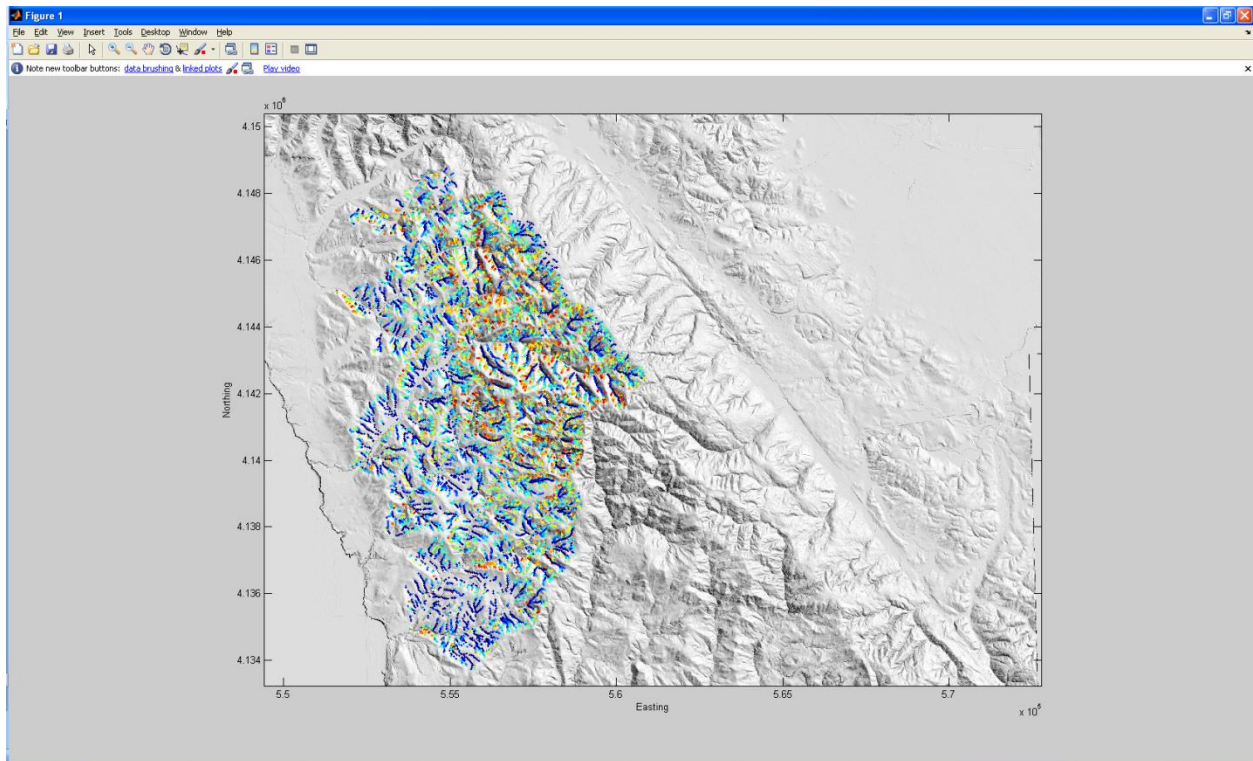 Figure 1
File Edit View Insert Tools Desktop Window Help
Note new toolbar buttons: data brushing & linked plots Play video
x 10^6
4.15
4.148
4.146
4.144
4.142
4.14
4.138
4.136
4.134
Northing
5.5 5.55 5.6 5.65 5.7
Easting
x 10^5